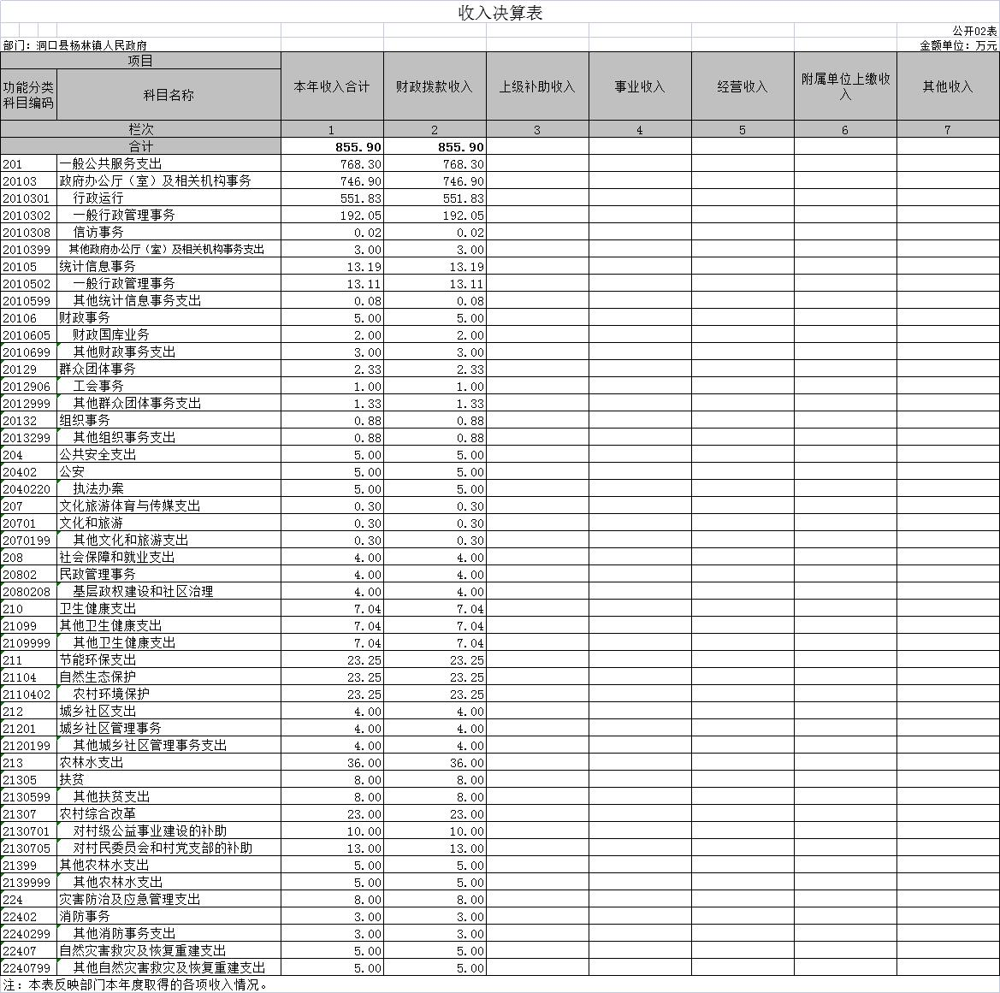 收入决算表
公开02表
部门：洞口县杨林镇人民政府 金额单位：万元
项目 本年收入合计 财政拨款收入 上级补助收入 事业收入 经营收入 附属单位上缴收入 其他收入
功能分类科目编码 科目名称
栏次 1 2 3 4 5 6 7
合计 855.90 855.90
201 一般公共服务支出 768.30 768.30
20103 政府办公厅（室）及相关机构事务 746.90 746.90
2010301 行政运行 551.83 551.83
2010302 一般行政管理事务 192.05 192.05
2010308 信访事务 0.02 0.02
2010399 其他政府办公厅（室）及相关机构事务支出 3.00 3.00
20105 统计信息事务 13.19 13.19
2010502 一般行政管理事务 13.11 13.11
2010599 其他统计信息事务支出 0.08 0.08
20106 财政事务 5.00 5.00
2010605 财政国库业务 2.00 2.00
2010699 其他财政事务支出 3.00 3.00
20129 群众团体事务 2.33 2.33
2012906 工会事务 1.00 1.00
2012999 其他群众团体事务支出 1.33 1.33
20132 组织事务 0.88 0.88
2013299 其他组织事务支出 0.88 0.88
204 公共安全支出 5.00 5.00
20402 公安 5.00 5.00
2040220 执法办案 5.00 5.00
207 文化旅游体育与传媒支出 0.30 0.30
20701 文化和旅游 0.30 0.30
2070199 其他文化和旅游支出 0.30 0.30
208 社会保障和就业支出 4.00 4.00
20802 民政管理事务 4.00 4.00
2080208 基层政权建设和社区治理 4.00 4.00
210 卫生健康支出 7.04 7.04
21099 其他卫生健康支出 7.04 7.04
2109999 其他卫生健康支出 7.04 7.04
211 节能环保支出 23.25 23.25
21104 自然生态保护 23.25 23.25
2110402 农村环境保护 23.25 23.25
212 城乡社区支出 4.00 4.00
21201 城乡社区管理事务 4.00 4.00
2120199 其他城乡社区管理事务支出 4.00 4.00
213 农林水支出 36.00 36.00
21305 扶贫 8.00 8.00
2130599 其他扶贫支出 8.00 8.00
21307 农村综合改革 23.00 23.00
2130701 对村级公益事业建设的补助 10.00 10.00
2130705 对村民委员会和村党支部的补助 13.00 13.00
21399 其他农林水支出 5.00 5.00
2139999 其他农林水支出 5.00 5.00
224 灾害防治及应急管理支出 8.00 8.00
22402 消防事务 3.00 3.00
2240299 其他消防事务支出 3.00 3.00
22407 自然灾害救灾及恢复重建支出 5.00 5.00
2240799 其他自然灾害救灾及恢复重建支出 5.00 5.00
注：本表反映部门本年度取得的各项收入情况。